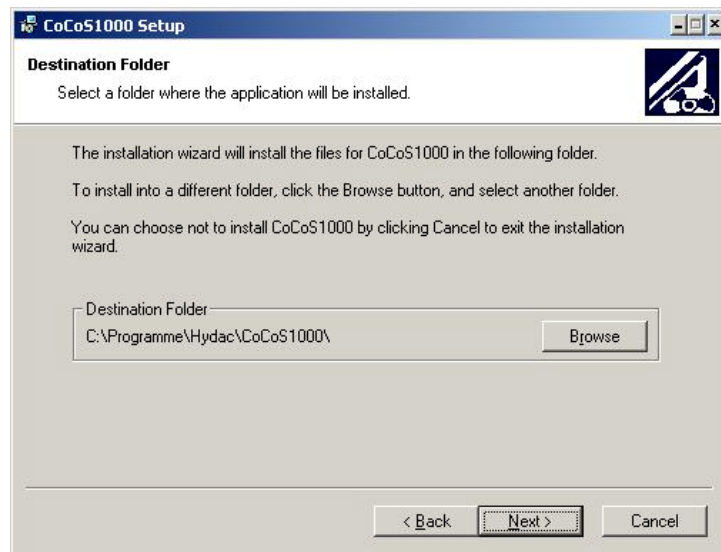 CoCoS1000 Setup
Destination Folder
Select a folder where the application will be installed.
The installation wizard will install the files for CoCoS1000 in the following folder.
To install into a different folder, click the Browse button, and select another folder.
You can choose not to install CoCoS1000 by clicking Cancel to exit the installation
wizard.
Destination Folder
C:\Programme\Hydac\CoCoS1000\
Browse
< Back
Next >
Cancel